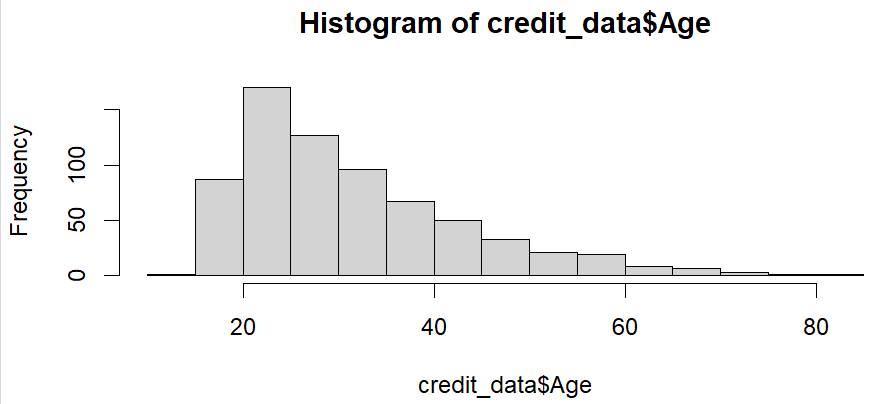 Histogram of credit_data$Age
Frequency
100
50
0
20 40 60 80
credit_data$Age